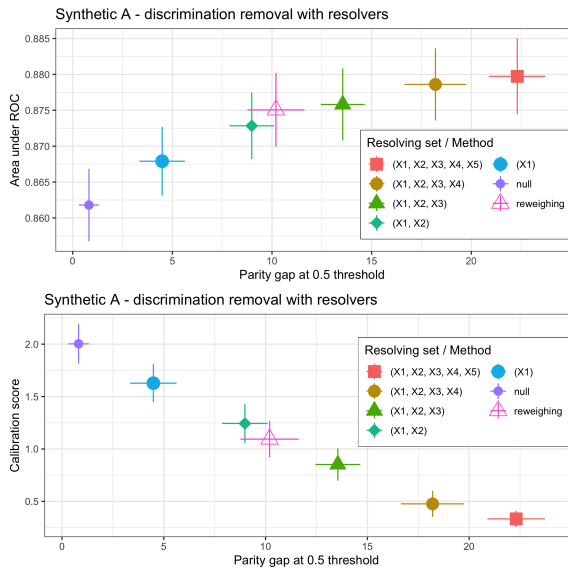 Synthetic A - discrimination removal with resolvers
Area under ROC
0.885
0.880
0.875
0.870
0.865
0.860
Resolving set / Method
(X1, X2, X3, X4, X5)
(X1, X2, X3, X4)
(X1, X2, X3)
(X1, X2)
(X1)
null
reweighing
0 5 10 15 20
Parity gap at 0.5 threshold
Synthetic A - discrimination removal with resolvers
Calibration score
2.0
1.5
1.0
0.5
Resolving set / Method
(X1, X2, X3, X4, X5)
(X1, X2, X3, X4)
(X1, X2, X3)
(X1, X2)
(X1)
null
reweighing
0 5 10 15 20
Parity gap at 0.5 threshold